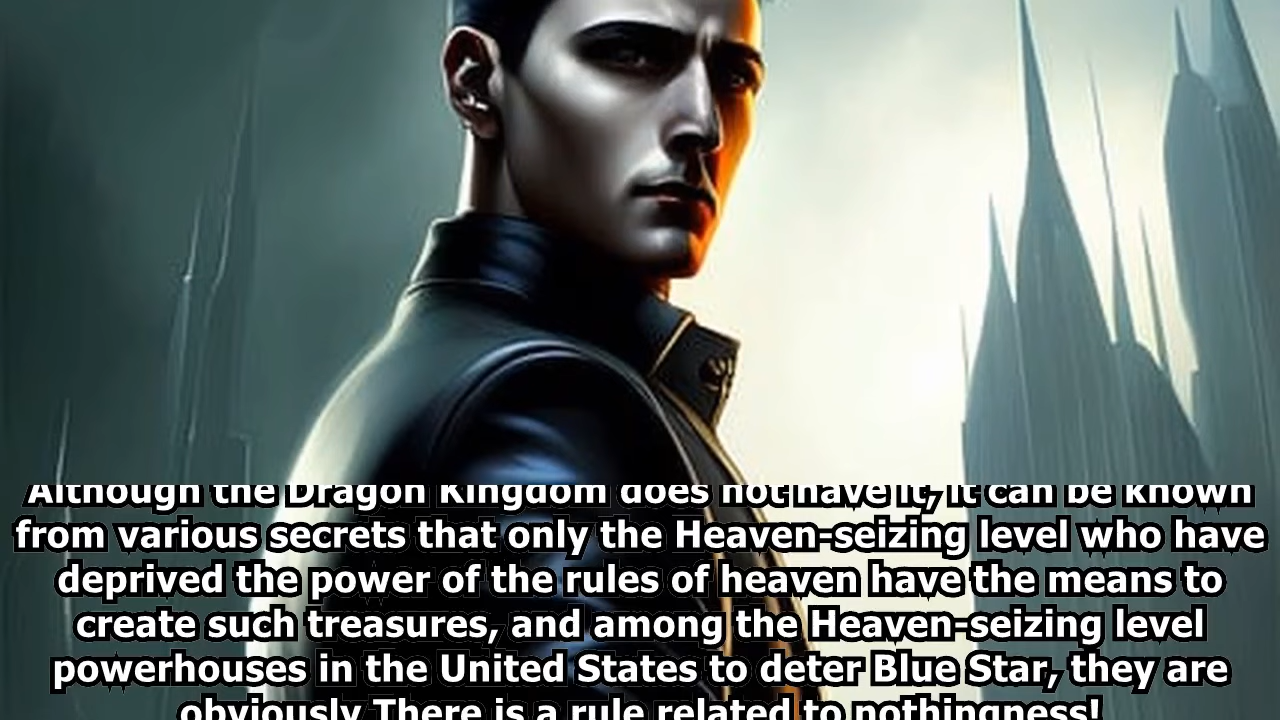 Although the Dragon Kingdom does not have it, it can be known
from various secrets that only the Heaven-seizing level who have
deprived the power of the rules of heaven have the means to
create such treasures, and among the Heaven-seizing level
powerhouses in the United States to deter Blue Star, they are
obviously There is a rule related to nothingness!